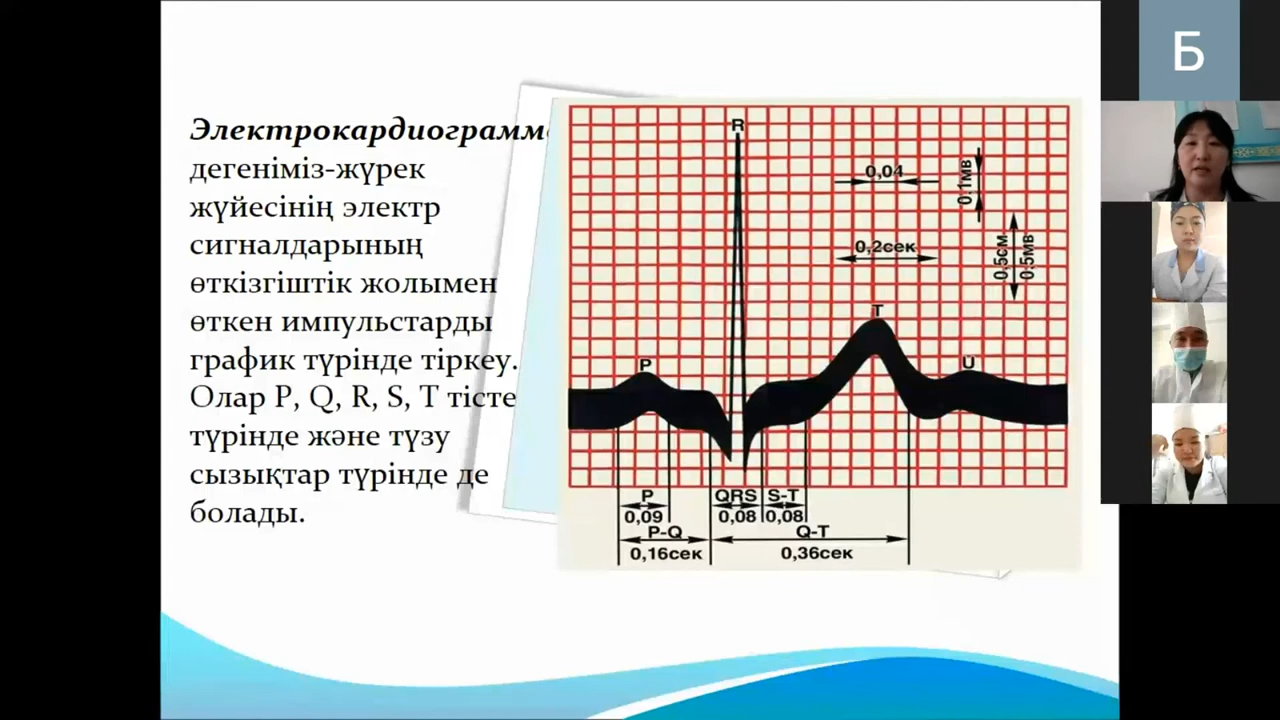 Электрокардиограмм
дегеніміз-жүрек
жүйесінің электр
сигналдарының
өткізгіштік жолымен
өткен импульстарды
график түрінде тіркеу.
Олар P, Q, R, S, T тісте
түрінде және түзу
сызықтар түрінде де
болады.
R
0,04
0,1мв
0,2сек
0,5см
0,5мв
P
T
U
P
QRS
S-T
0,09
0,08
0,08
P-Q
Q-T
0,16сек
0,36сек
Б